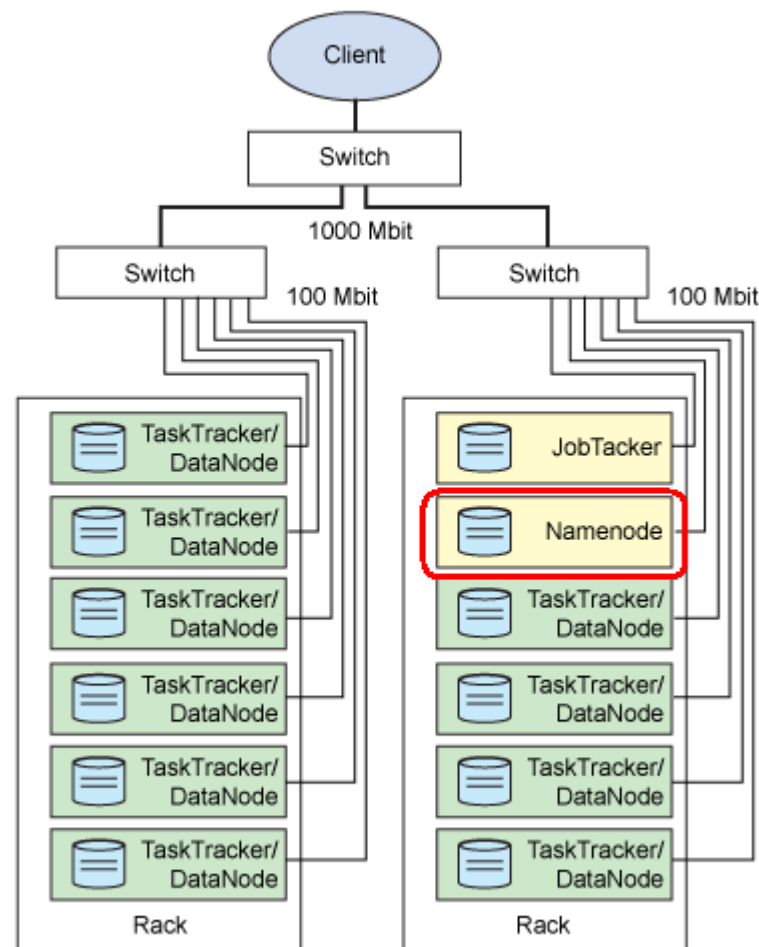 Client
Switch
1000 Mbit
Switch
100 Mbit
Switch
100 Mbit
TaskTracker/
DataNode
TaskTracker/
DataNode
TaskTracker/
DataNode
TaskTracker/
DataNode
TaskTracker/
DataNode
TaskTracker/
DataNode
Rack
JobTacker
Namenode
TaskTracker/
DataNode
TaskTracker/
DataNode
TaskTracker/
DataNode
TaskTracker/
DataNode
Rack